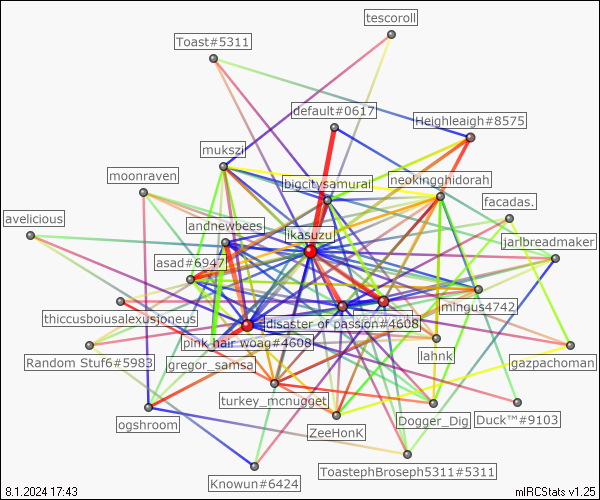 tescoroll
Toast#5311
default#0617
Heighleaigh#8575
mukszi
moonraven
bigcitysamurai
neokingghidorah
facadas.
avelicious
andnewbees
ikasuzu
jarlbreadmaker
asad#6947
thiccusboiusalexusioneus
mingus4742
disaster of passion#4608
pink hair woag#4608
Random Stuf6#5983
gregor_samsa
lahnk
gazpachoman
turkey_mcnugget
ogshroom
ZeeHonK
Dogger_Dig
Duck™#9103
ToastephBroseph5311#5311
Knowun#6424
8.1.2024 17:43
mIRCStats v1.25